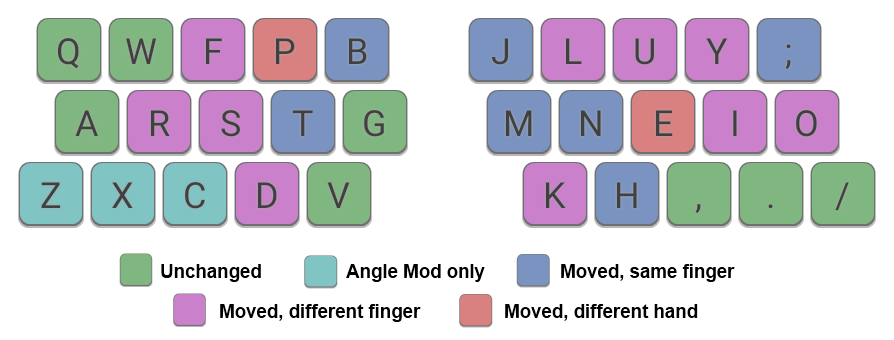 Q W F P B J L U Y ;
A R S T G M N E I O
Z X C D V K H , . /
Unchanged Angle Mod only Moved, same finger
Moved, different finger Moved, different hand